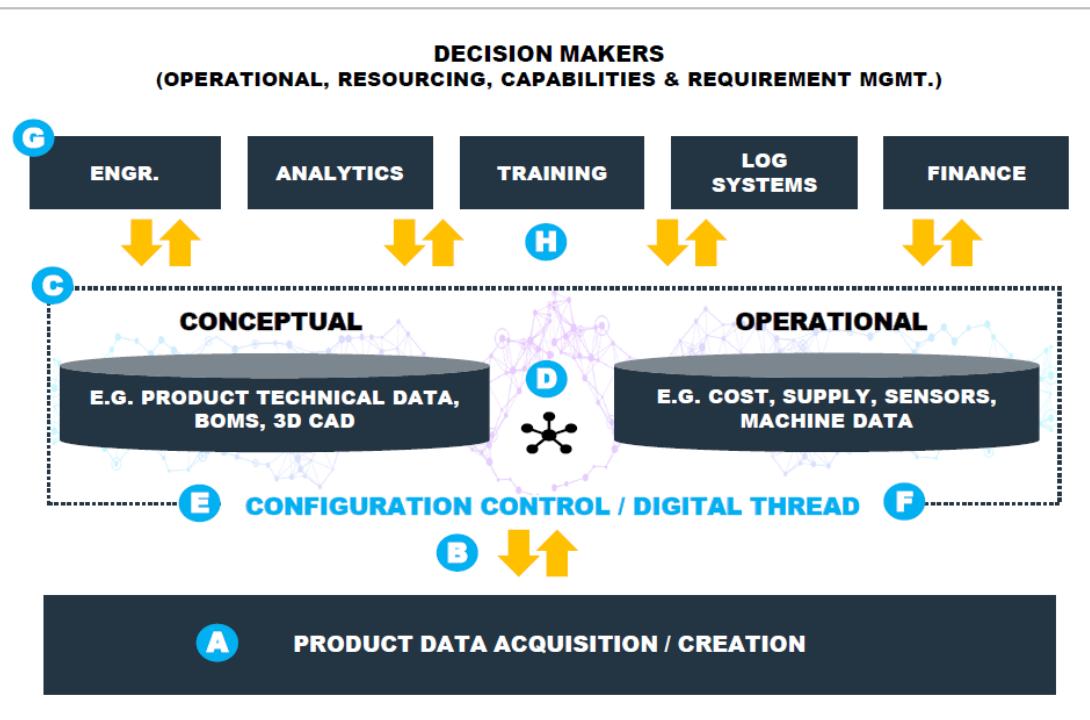 DECISION MAKERS
(OPERATIONAL, RESOURCING, CAPABILITIES & REQUIREMENT MGMT.)
G
ENGR.
ANALYTICS
TRAINING
LOG
SYSTEMS
FINANCE
H
C
CONCEPTUAL
OPERATIONAL
D
E.G. PRODUCT TECHNICAL DATA,
BOMS, 3D CAD
E.G. COST, SUPPLY, SENSORS,
MACHINE DATA
E
CONFIGURATION CONTROL / DIGITAL THREAD
F
B
A
PRODUCT DATA ACQUISITION / CREATION